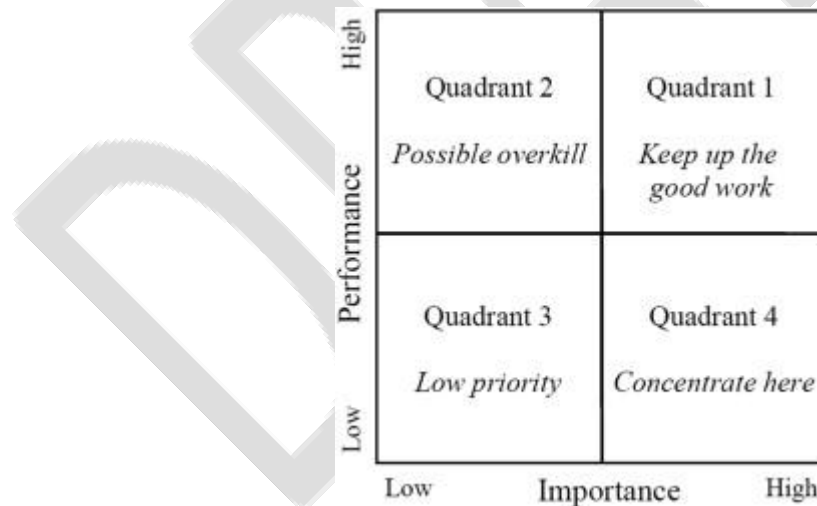 High
Quadrant 2
Quadrant 1
Possible overkill
Keep up the
good work
Performance
Quadrant 3
Quadrant 4
Low priority
Concentrate here
Low
Low
Importance
High